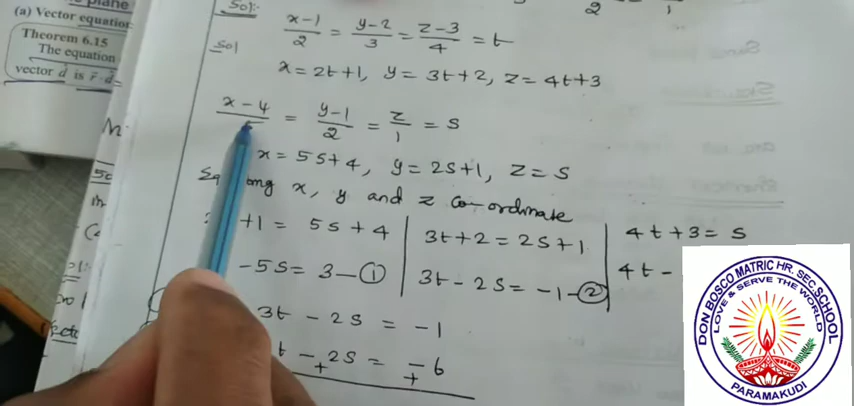 plane
(a) Vector equation
Theorem 6.15
The equation
vector d is r·d
Sol:
x-1/2 = y-2/3 = z-3/4 = t
Sol
x = 2t+1, y = 3t+2, z = 4t+3
x-4/5 = y-1/2 = z/1 = s
x = 5s+4, y = 2s+1, z = s
x, y and z co-ordinate
+1 = 5s+4
3t+2 = 2s+1
4t+3 = s
-5s = 3 — ①
3t - 2s = -1 — ②
4t -
3t - 2s = -1
t - 2s = -6
+ +
DON BOSCO MATRIC HR. SEC.SCHOOL
LOVE & SERVE THE WORLD
PARAMAKUDI